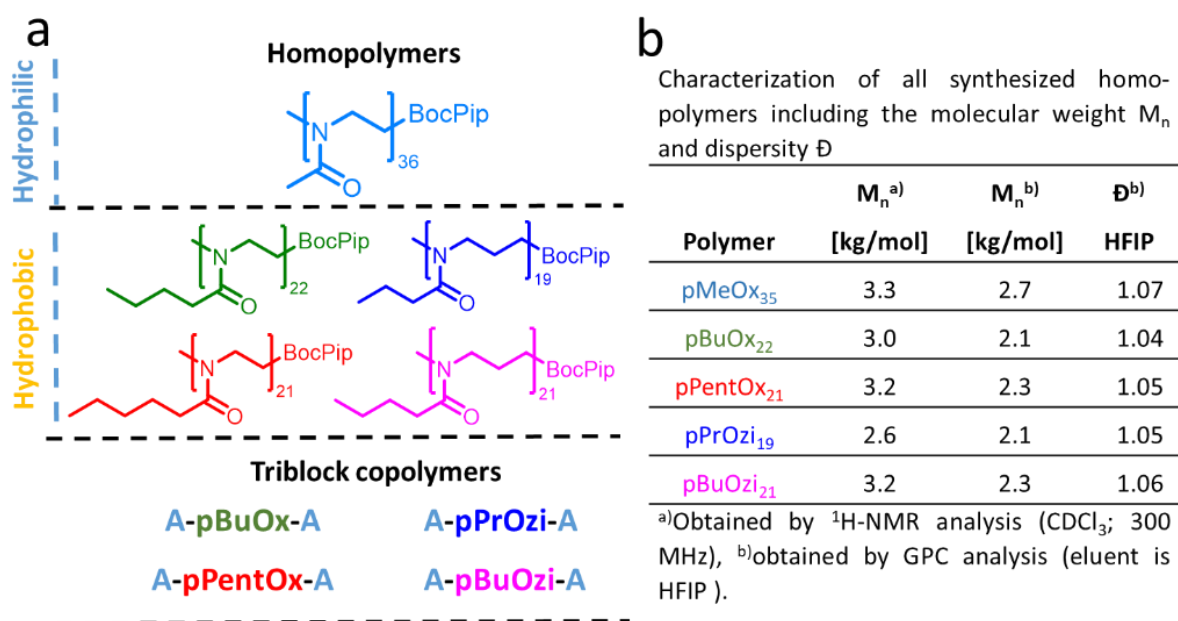 a
Homopolymers
Hydrophilic
N
BocPip
36
O
Hydrophobic
N
BocPip
22
O
N
BocPip
19
O
N
BocPip
21
O
N
BocPip
21
O
Triblock copolymers
A-pBuOx-A A-pPrOzi-A
A-pPentOx-A A-pBuOzi-A
b
Characterization of all synthesized homo-
polymers including the molecular weight Mn
and dispersity Đ
Mn a) Mn b) Đ b)
Polymer [kg/mol] [kg/mol] HFIP
pMeOx35 3.3 2.7 1.07
pBuOx22 3.0 2.1 1.04
pPentOx21 3.2 2.3 1.05
pPrOzi19 2.6 2.1 1.05
pBuOzi21 3.2 2.3 1.06
a)Obtained by 1H-NMR analysis (CDCl3; 300
MHz), b)obtained by GPC analysis (eluent is
HFIP ).